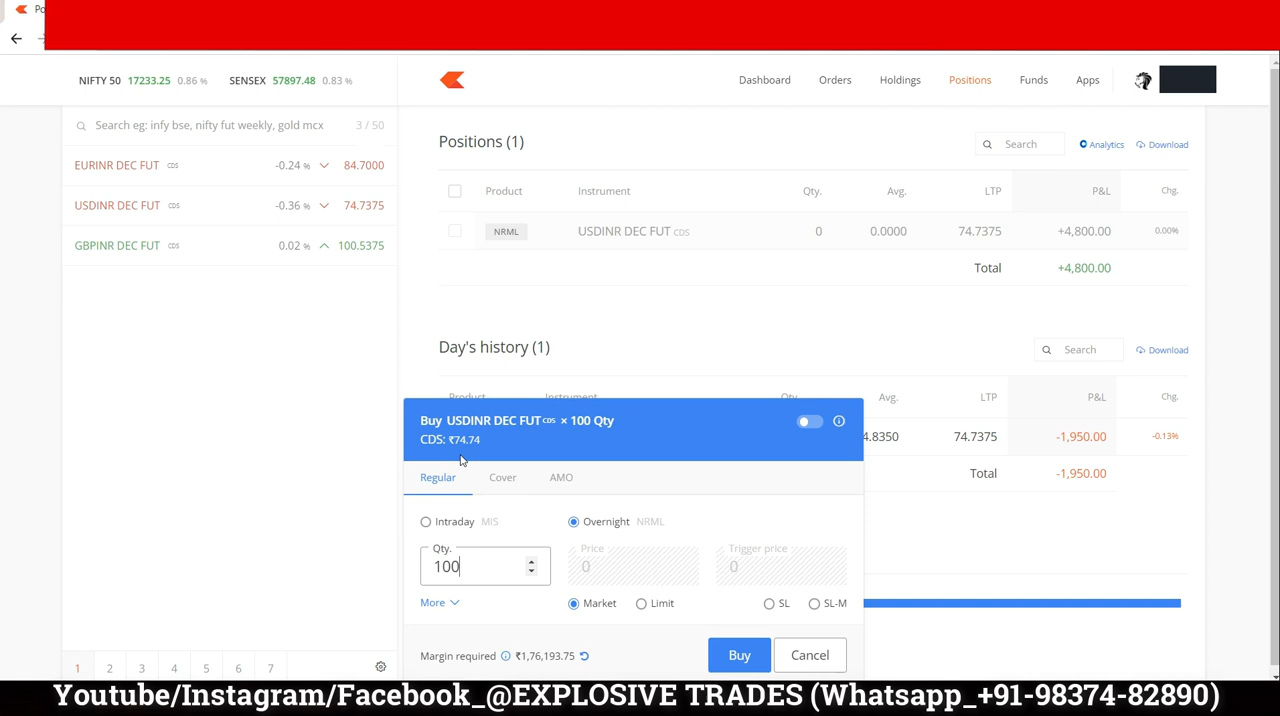 Po
NIFTY 50 17233.25 0.86 % SENSEX 57897.48 0.83 %
Dashboard Orders Holdings Positions Funds Apps
Search eg: infy bse, nifty fut weekly, gold mcx 3 / 50
EURINR DEC FUT CDS -0.24 % 84.7000
USDINR DEC FUT CDS -0.36 % 74.7375
GBPINR DEC FUT CDS 0.02 % 100.5375
Positions (1) Search Analytics Download
Product Instrument Qty. Avg. LTP P&L Chg.
NRML USDINR DEC FUT CDS 0 0.0000 74.7375 +4,800.00 0.00%
Total +4,800.00
Day's history (1) Search Download
Product Instrument Qty. Avg. LTP P&L Chg.
4.8350 74.7375 -1,950.00 -0.13%
Total -1,950.00
Buy USDINR DEC FUT CDS × 100 Qty
CDS: ₹74.74
Regular Cover AMO
Intraday MIS Overnight NRML
Qty. Price Trigger price
100 0 0
More Market Limit SL SL-M
Margin required ₹1,76,193.75 Buy Cancel
1 2 3 4 5 6 7
Youtube/Instagram/Facebook_@EXPLOSIVE TRADES (Whatsapp_+91-98374-82890)